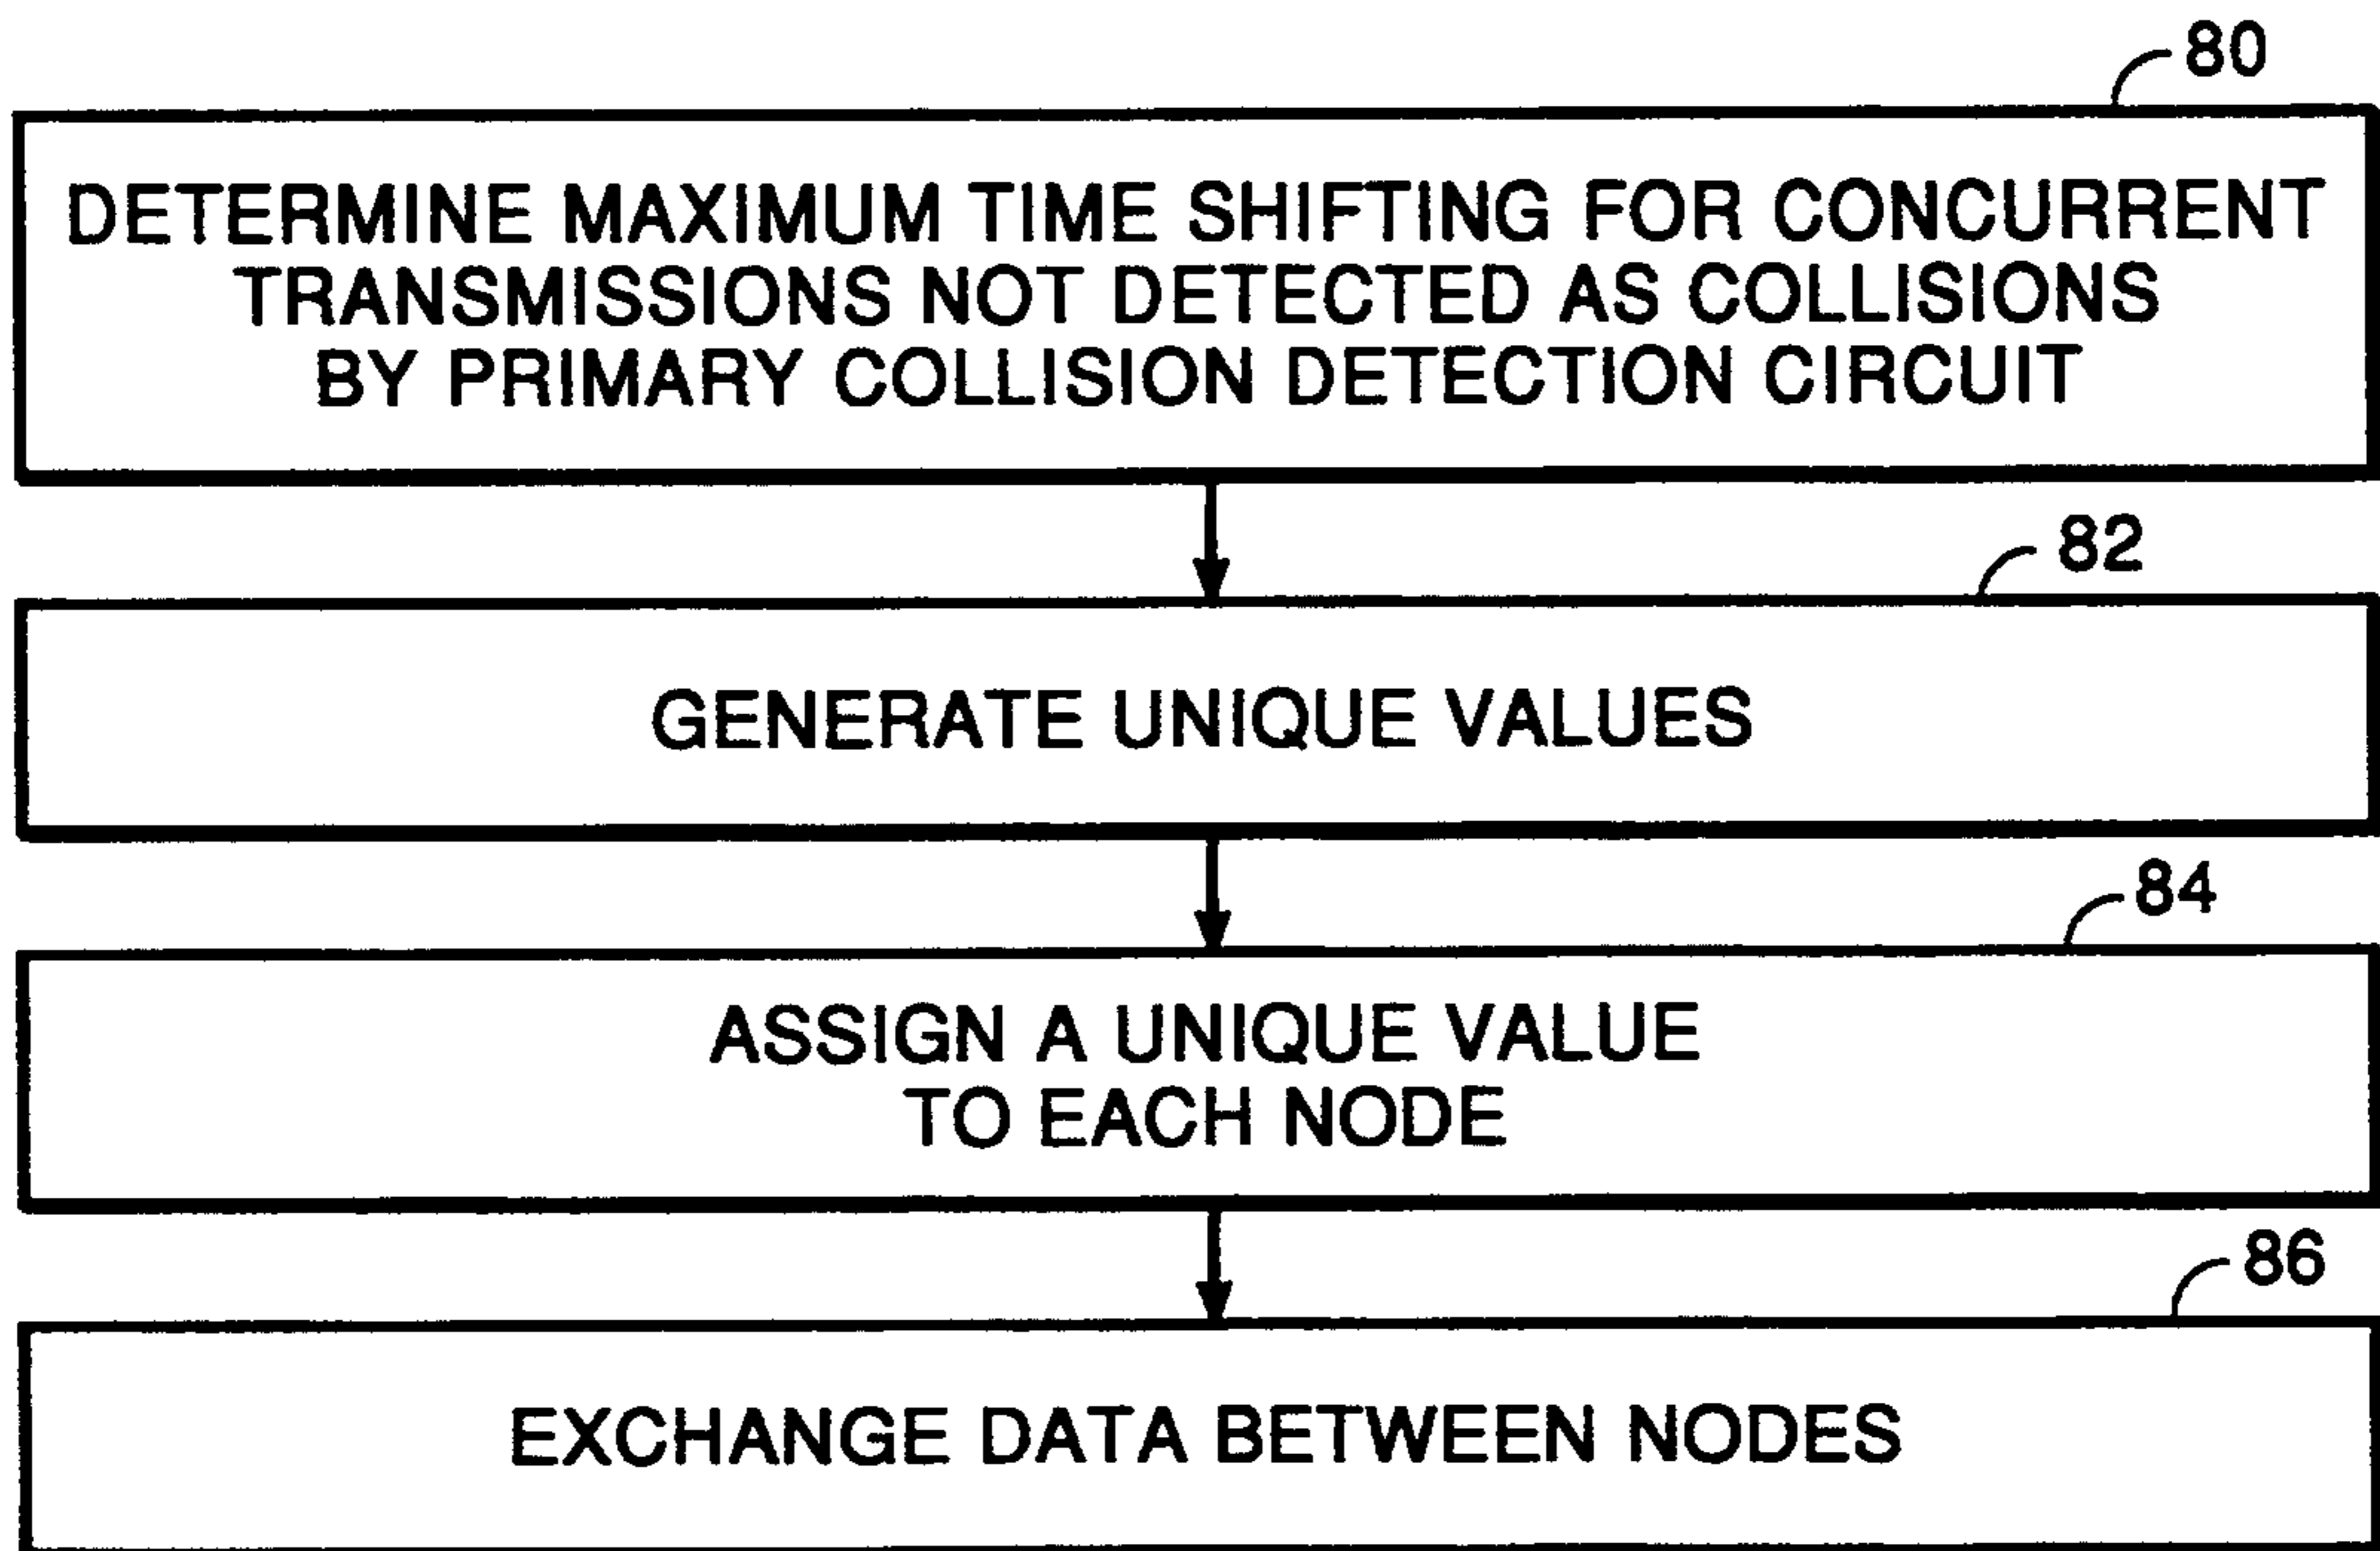 80
DETERMINE MAXIMUM TIME SHIFTING FOR CONCURRENT
TRANSMISSIONS NOT DETECTED AS COLLISIONS
BY PRIMARY COLLISION DETECTION CIRCUIT
82
GENERATE UNIQUE VALUES
84
ASSIGN A UNIQUE VALUE
TO EACH NODE
86
EXCHANGE DATA BETWEEN NODES